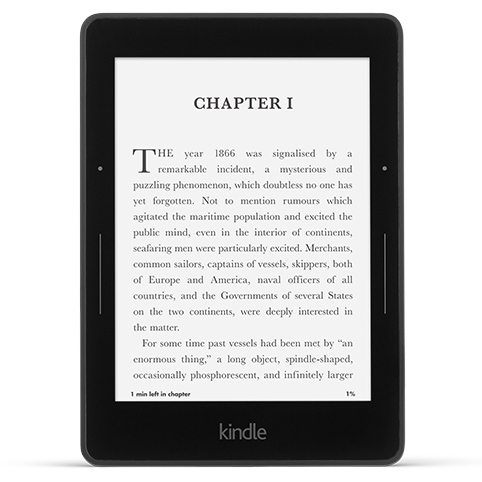 CHAPTER I
THE year 1866 was signalised by a
remarkable incident, a mysterious and
puzzling phenomenon, which doubtless no one has
yet forgotten. Not to mention rumours which
agitated the maritime population and excited the
public mind, even in the interior of continents,
seafaring men were particularly excited. Merchants,
common sailors, captains of vessels, skippers, both
of Europe and America, naval officers of all
countries, and the Governments of several States
on the two continents, were deeply interested in
the matter.
For some time past vessels had been met by “an
enormous thing,” a long object, spindle-shaped,
occasionally phosphorescent, and infinitely larger
1 min left in chapter 1%
kindle